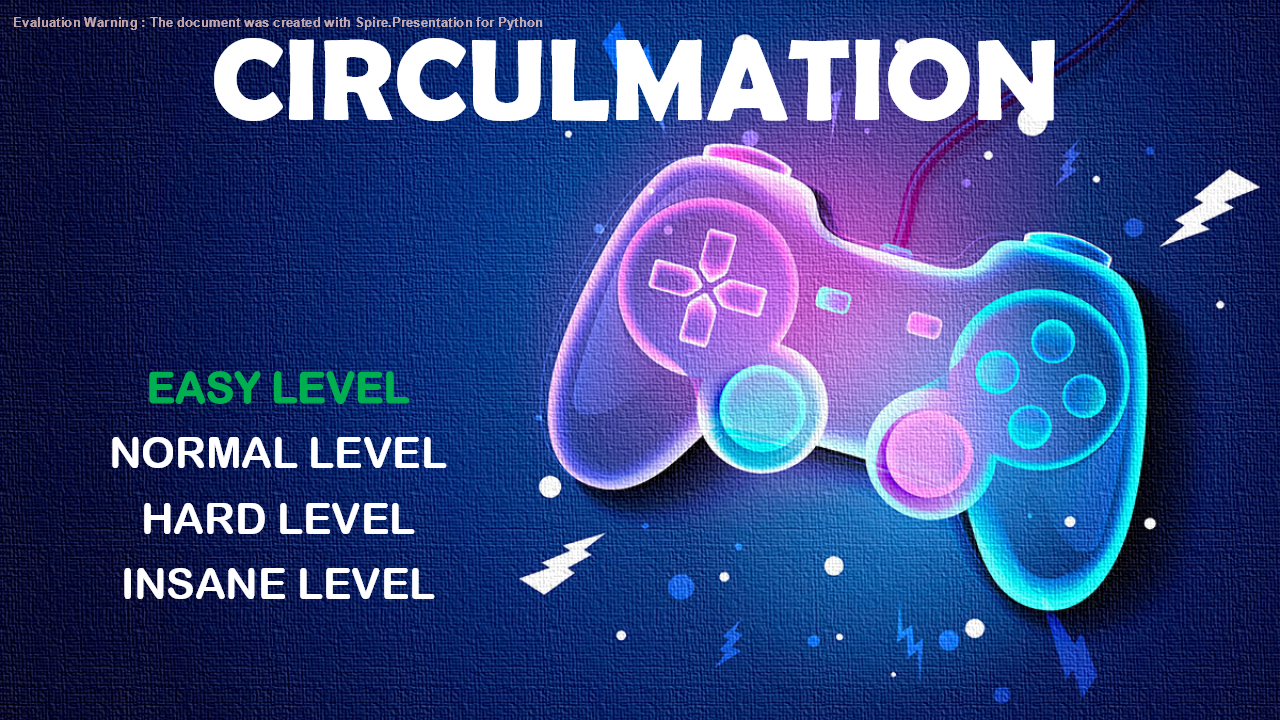 Evaluation Warning : The document was created with Spire.Presentation for Python
CIRCULMATION
EASY LEVEL
NORMAL LEVEL
HARD LEVEL
INSANE LEVEL